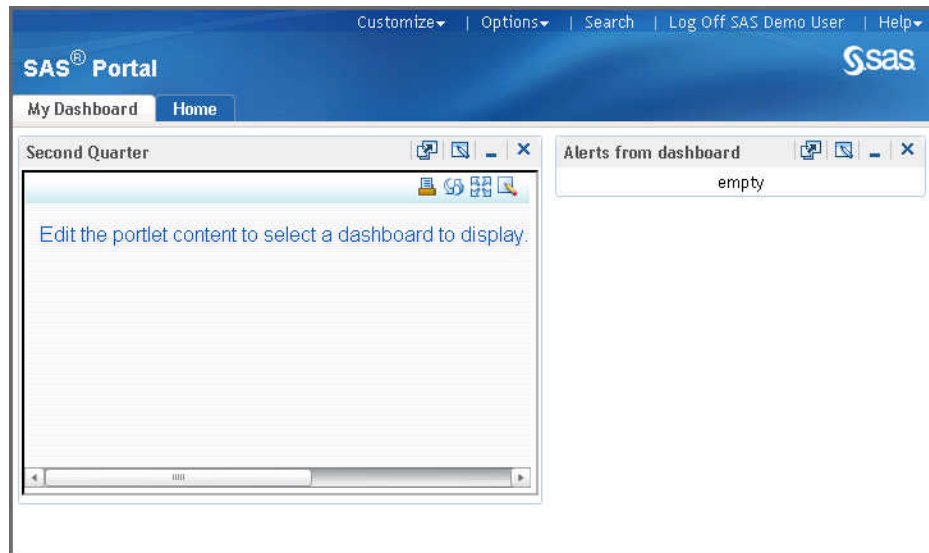 Customize | Options | Search | Log Off SAS Demo User | Help
SAS® Portal
sas
My Dashboard Home
Second Quarter
Alerts from dashboard
empty
Edit the portlet content to select a dashboard to display.